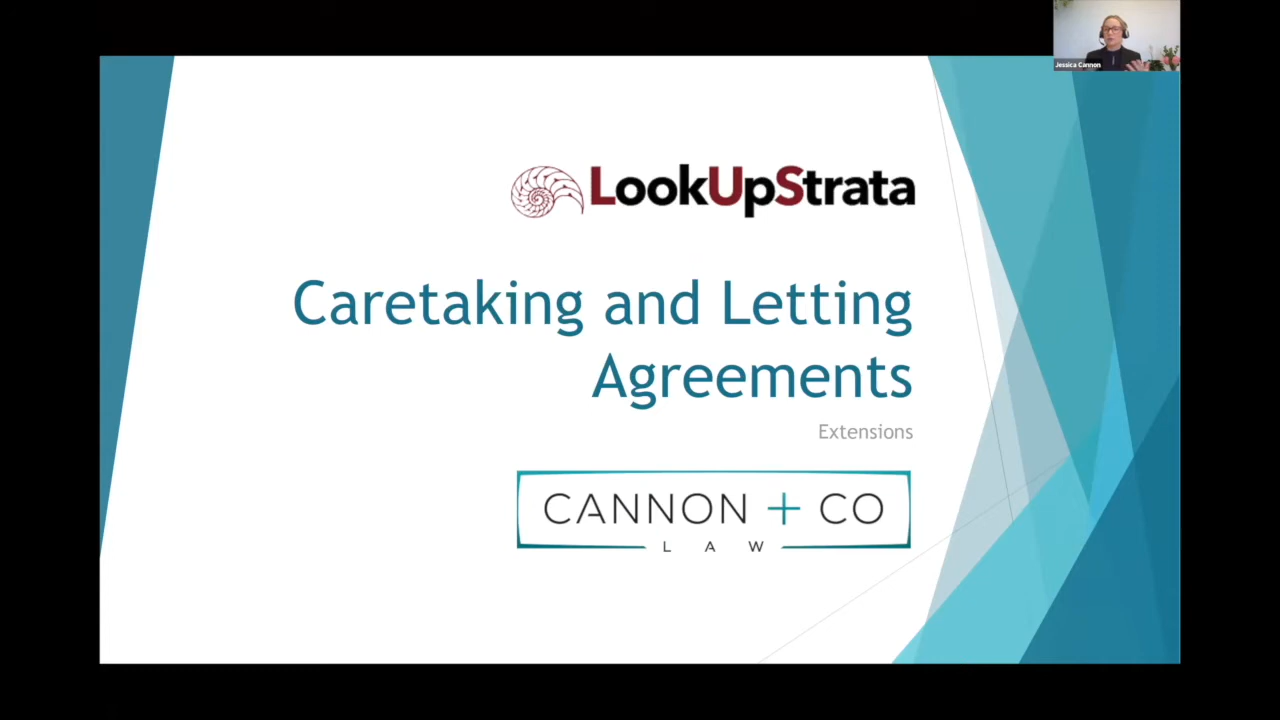 Jessica Cannon
LookUpStrata
Caretaking and Letting
Agreements
Extensions
CANNON + CO
LAW